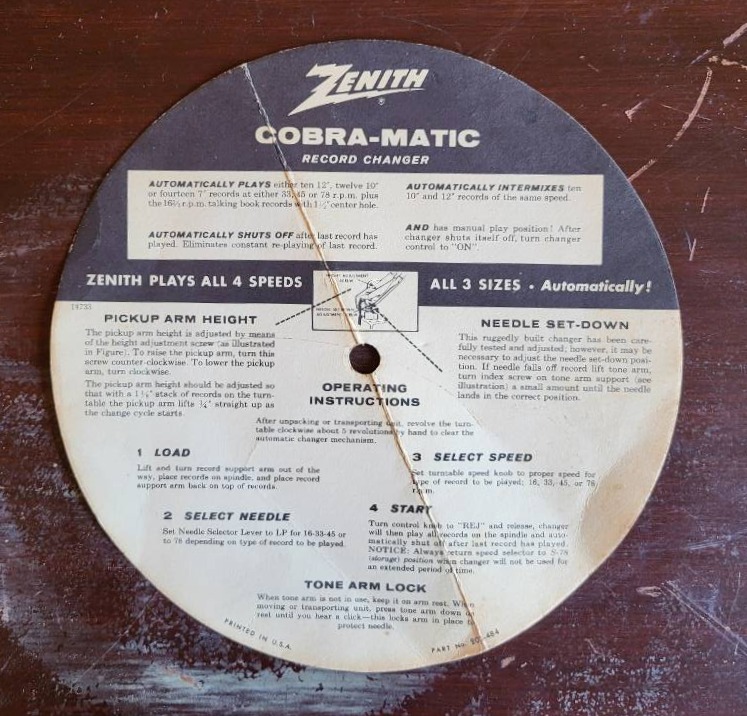 ZENITH
®
COBRA-MATIC
RECORD CHANGER
AUTOMATICALLY PLAYS either ten 12", twelve 10"
or fourteen 7" records at either 33, 45 or 78 r.p.m. plus
the 16⅔ r.p.m. talking book records with 1½" center hole.
AUTOMATICALLY SHUTS OFF after last record has
played. Eliminates constant re-playing of last record.
AUTOMATICALLY INTERMIXES ten
10" and 12" records of the same speed.
AND has manual play position! After
changer shuts itself off, turn changer
control to "ON".
ZENITH PLAYS ALL 4 SPEEDS
ALL 3 SIZES • Automatically!
14733
PICKUP ARM HEIGHT
The pickup arm height is adjusted by means
of the height adjustment screw (as illustrated
in Figure). To raise the pickup arm, turn this
screw counter-clockwise. To lower the pickup
arm, turn clockwise.
The pickup arm height should be adjusted so
that with a 1¼" stack of records on the turn-
table the pickup arm lifts ¼" straight up as
the change cycle starts.
NEEDLE SET-DOWN
This ruggedly built changer has been care-
fully tested and adjusted; however, it may be
necessary to adjust the needle set-down posi-
tion. If needle falls off record lift tone arm,
turn index screw on tone arm support (see
illustration) a small amount until the needle
lands in the correct position.
OPERATING
INSTRUCTIONS
After unpacking or transporting unit, revolve the turn-
table clockwise about 5 revolutions by hand to clear the
automatic changer mechanism.
1 LOAD
Lift and turn record support arm out of the
way, place records on spindle, and place record
support arm back on top of records.
2 SELECT NEEDLE
Set Needle Selector Lever to LP for 16-33-45 or
to 78 depending on type of record to be played.
3 SELECT SPEED
Set turntable speed knob to proper speed for
type of record to be played; 16, 33, 45, or 78
r.p.m.
4 START
Turn control knob to "REJ" and release, changer
will then play all records on the spindle and auto-
matically shut off after last record has played.
NOTICE: Always return speed selector to S-78
(storage) position when changer will not be used for
an extended period of time.
TONE ARM LOCK
When tone arm is not in use, keep it on arm rest. When
moving or transporting unit, press tone arm down on
rest until you hear a click—this locks arm in place to
protect needle.
PRINTED IN U.S.A.
PART No.